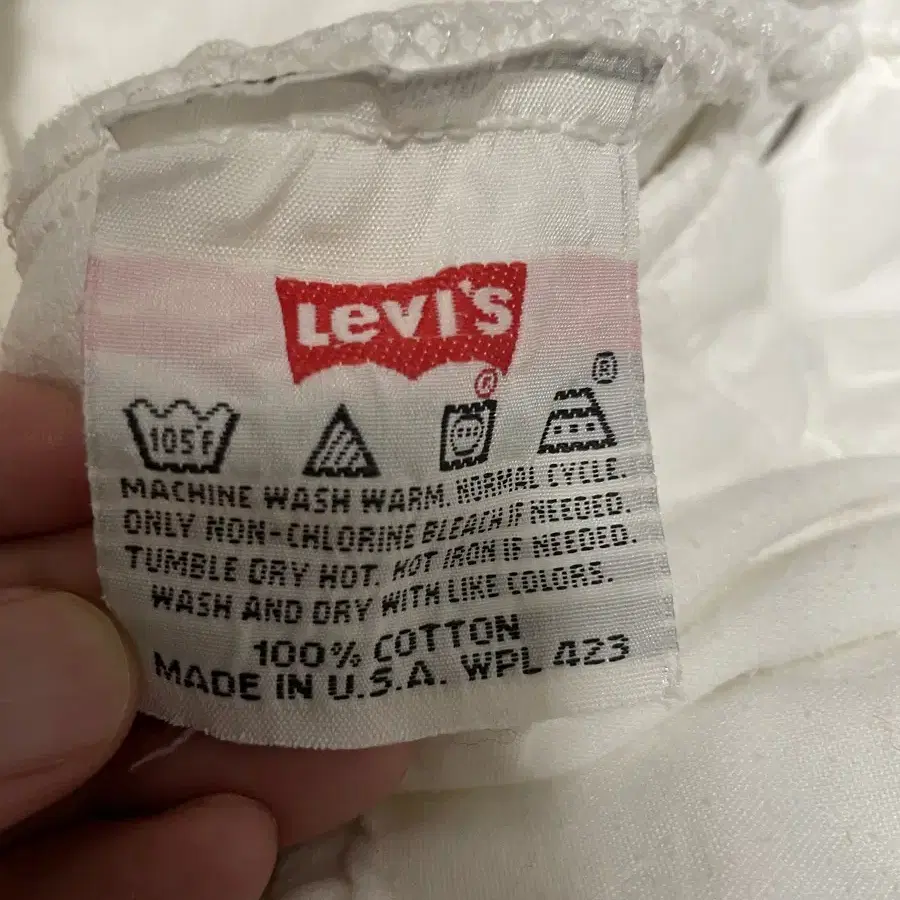 Levi's
®
®
105°F
MACHINE WASH WARM. NORMAL CYCLE.
ONLY NON-CHLORINE BLEACH IF NEEDED.
TUMBLE DRY HOT. HOT IRON IF NEEDED.
WASH AND DRY WITH LIKE COLORS.
100% COTTON
MADE IN U.S.A. WPL 423